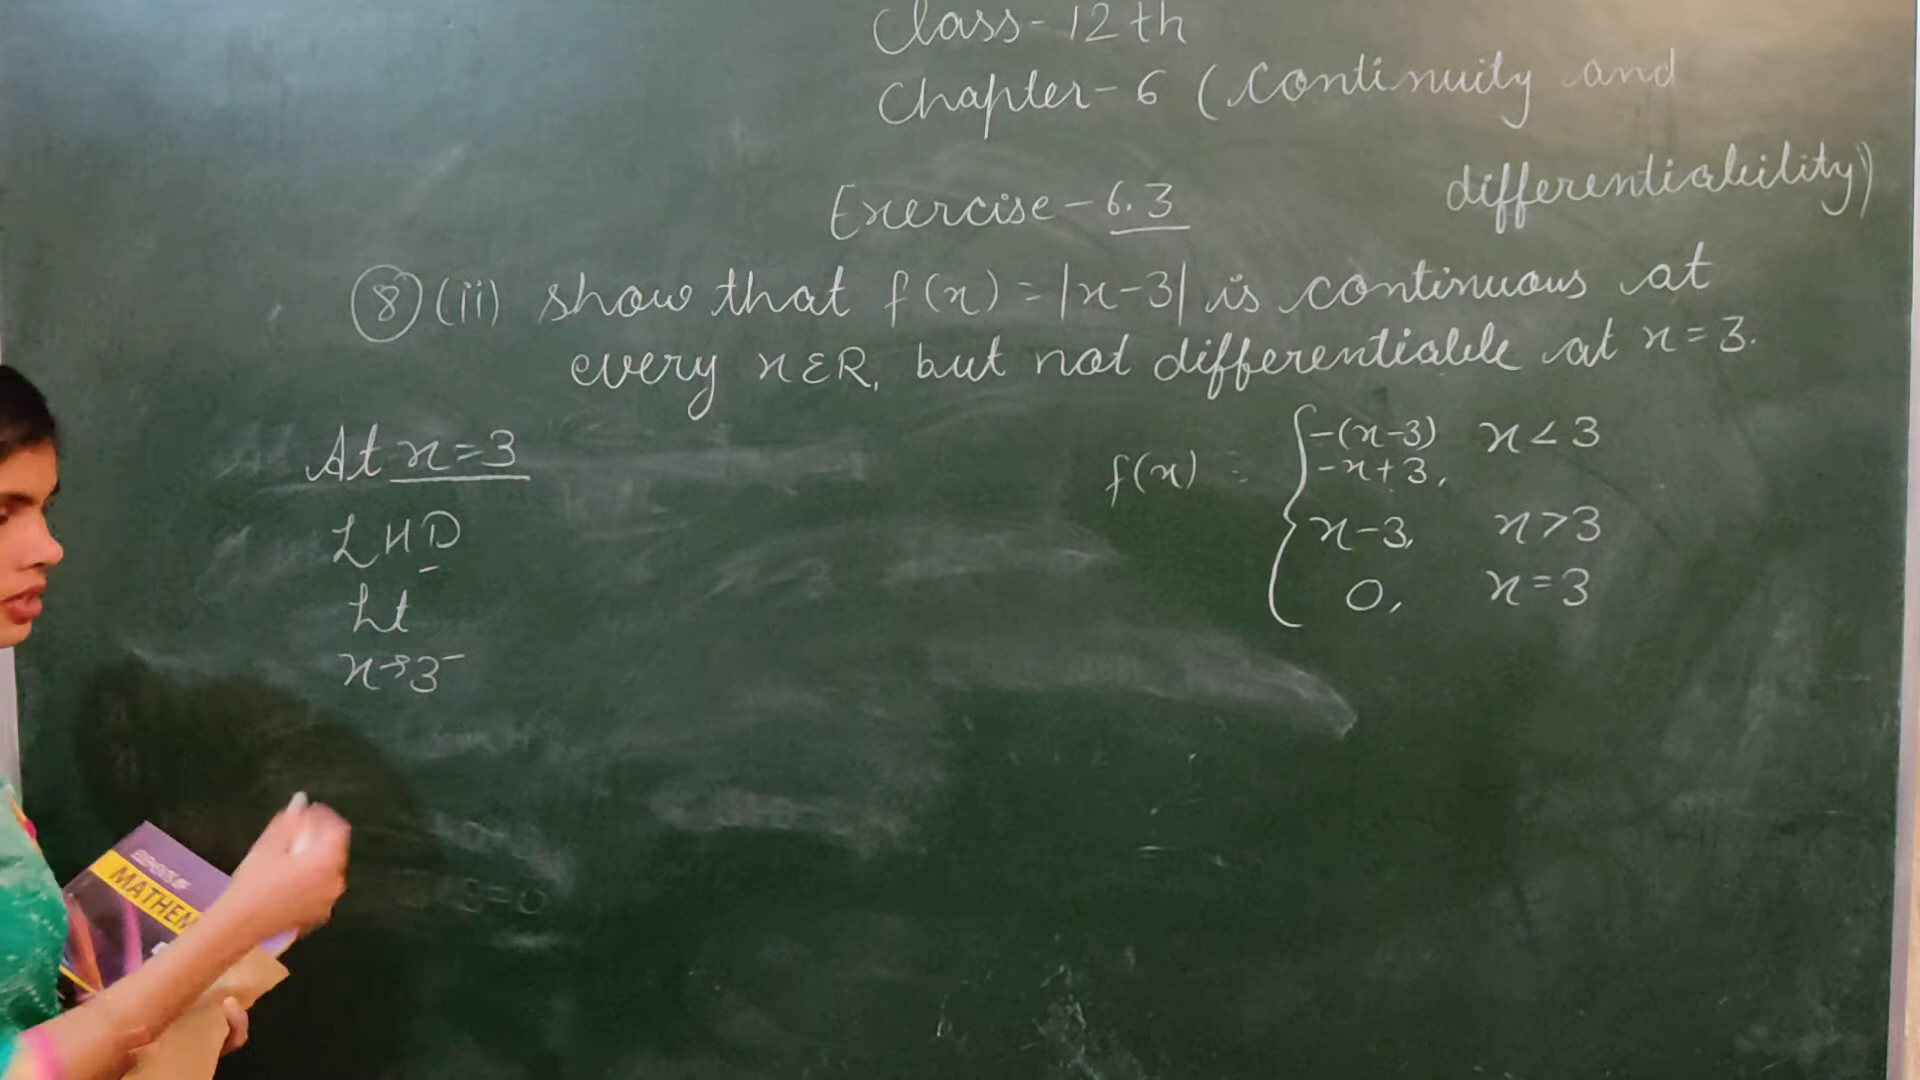 Class-12th
Chapter-6 (Continuity and
differentiability)
Exercise-6.3
8 (ii) show that f(x) = |x-3| is continuous at
every x ε R, but not differentiable at x = 3.
At x=3
LHD
Lt
x→3⁻
f(x) =
-(x-3) x < 3
-x+3,
x-3, x > 3
0, x = 3
MATHEM